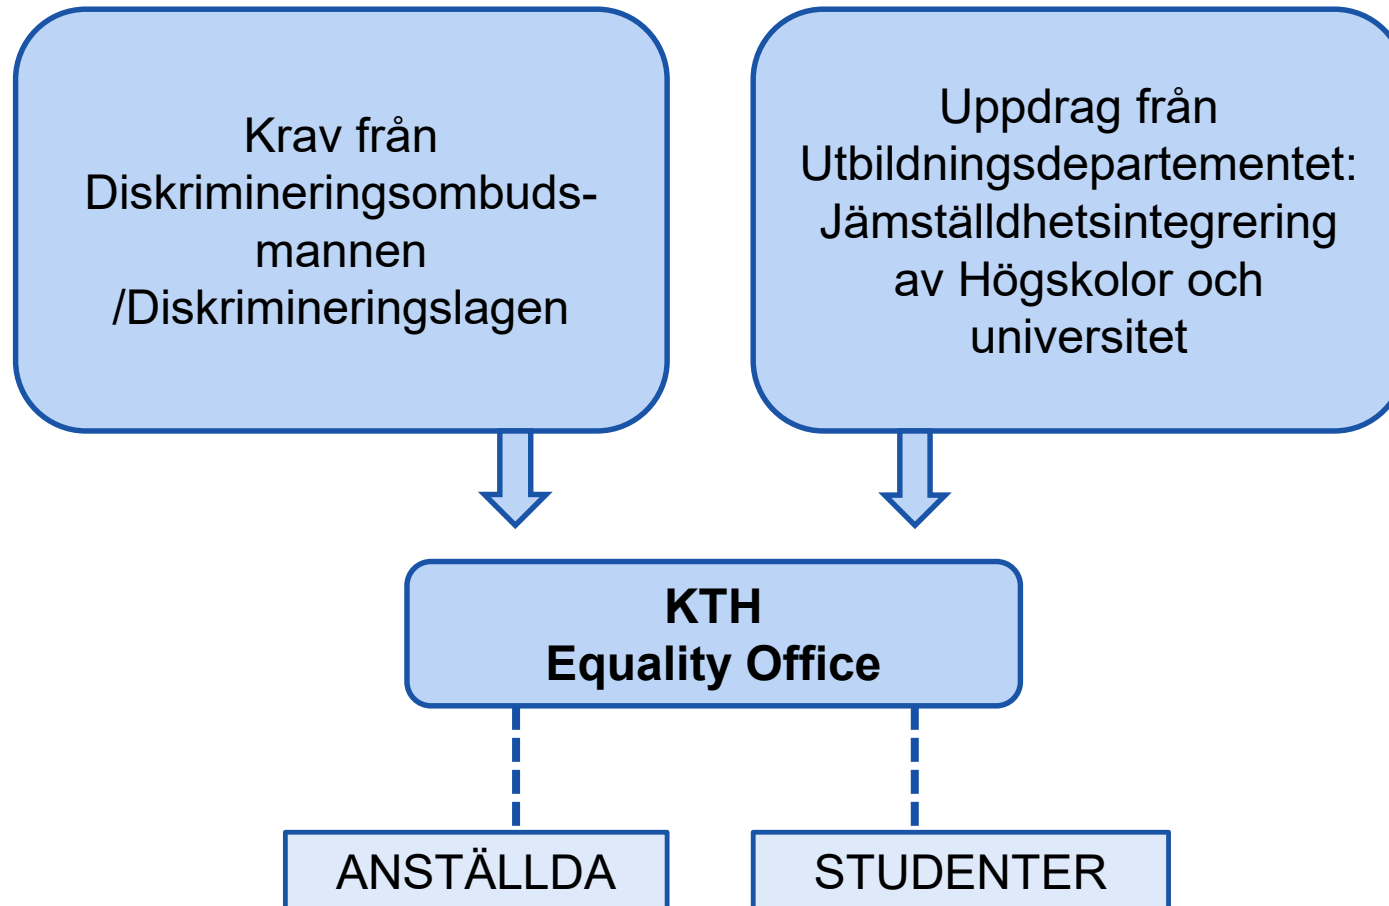 Krav från
Diskrimineringsombuds-
mannen
/Diskrimineringslagen
Uppdrag från
Utbildningsdepartementet:
Jämställdhetsintegrering
av Högskolor och
universitet
KTH
Equality Office
ANSTÄLLDA
STUDENTER